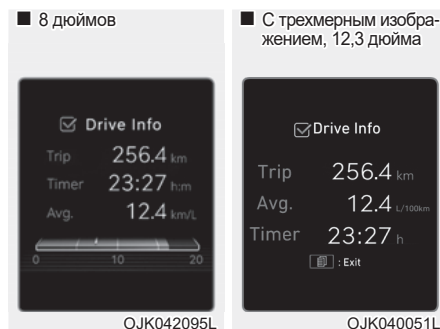 ■ 8 дюймов
Drive Info
Trip 256.4 km
Timer 23:27 h:m
Avg. 12.4 km/L
0 10 20
OJK042095L
■ С трехмерным изобра-
жением, 12,3 дюйма
Drive Info
Trip 256.4 km
Avg. 12.4 L/100km
Timer 23:27 h
: Exit
OJK040051L